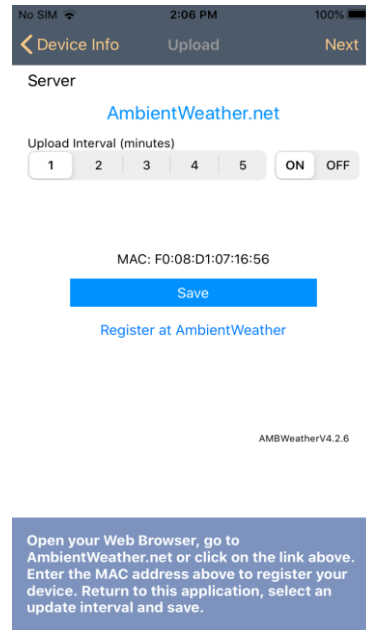 No SIM 2:06 PM 100%
Device Info Upload Next
Server
AmbientWeather.net
Upload Interval (minutes)
1 2 3 4 5 ON OFF
MAC: F0:08:D1:07:16:56
Save
Register at AmbientWeather
AMBWeatherV4.2.6
Open your Web Browser, go to
AmbientWeather.net or click on the link above.
Enter the MAC address above to register your
device. Return to this application, select an
update interval and save.